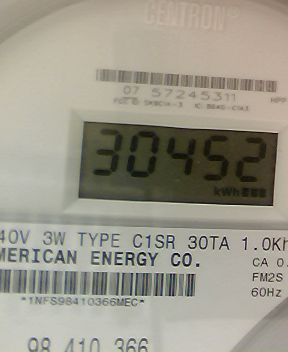 CENTRON®
07 57245311
30452
kWh
40V 3W TYPE C1SR 30TA 1.0Kh
MERICAN ENERGY CO.
CA 0.
FM2S
60Hz
*1NFS98410366MEC*
98 410 366